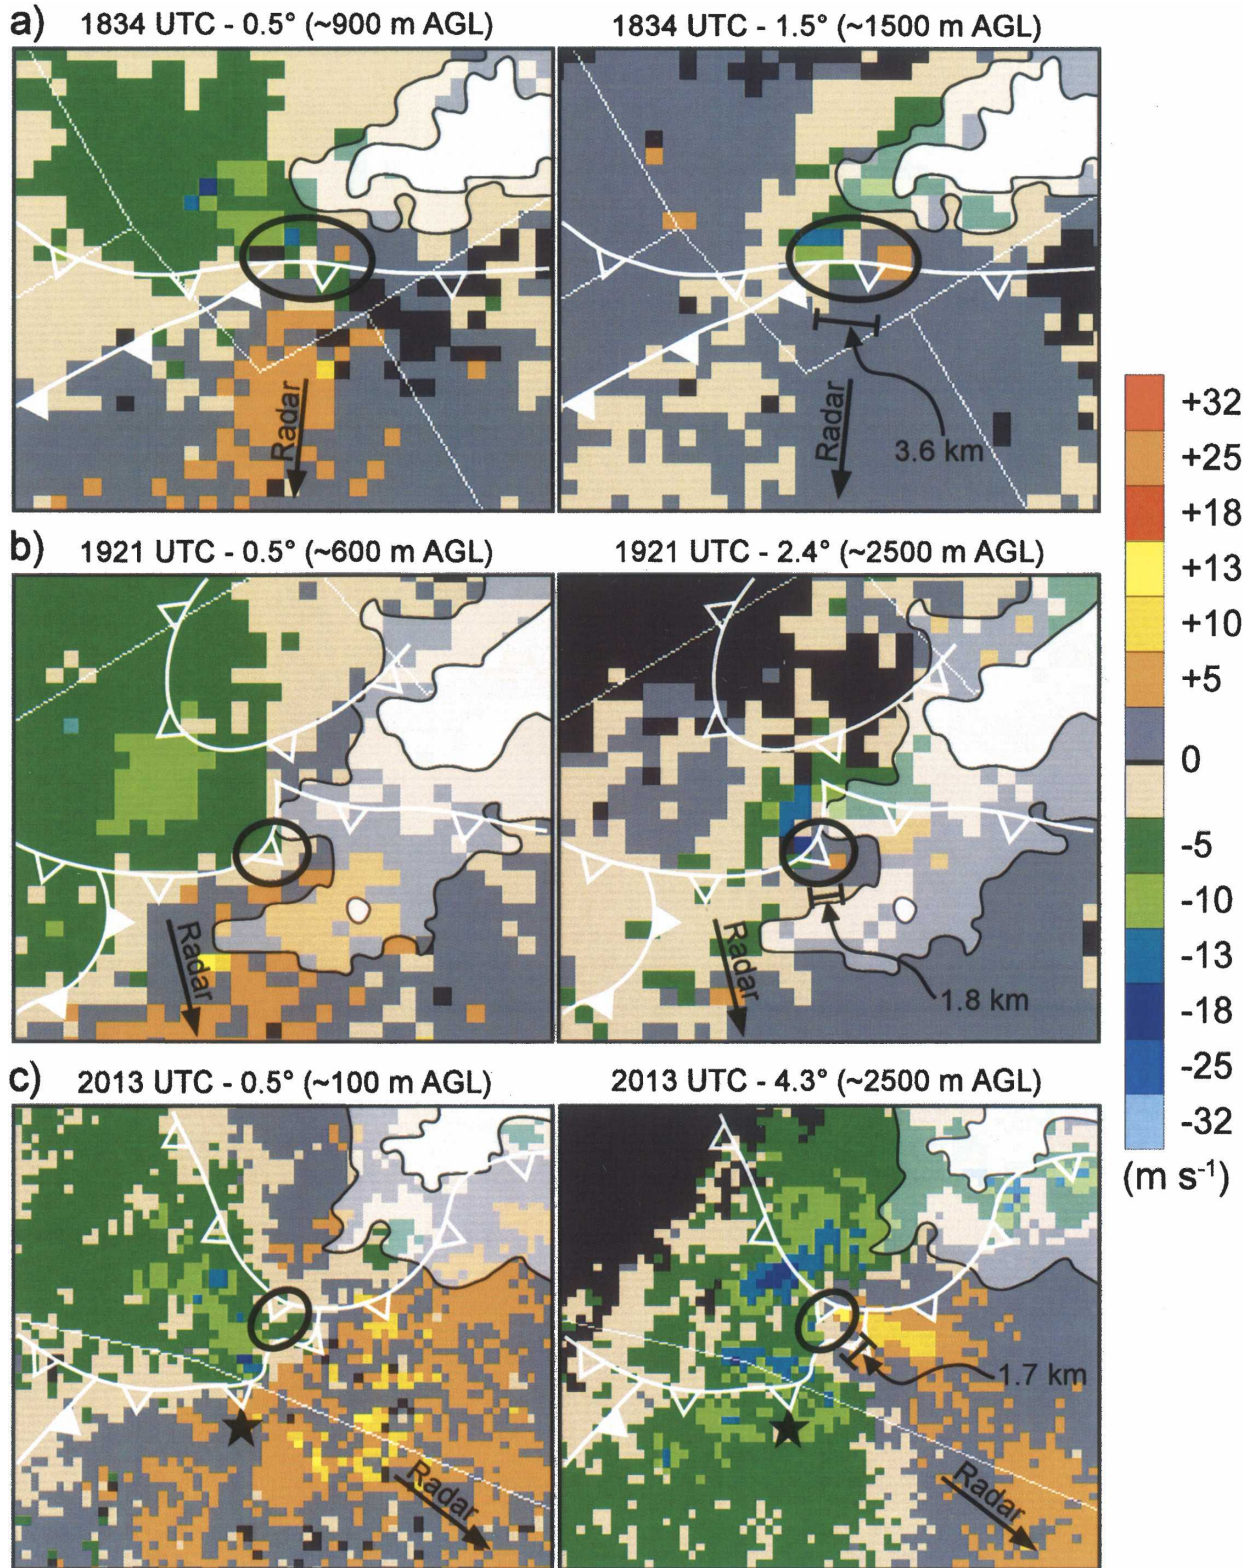 a) 1834 UTC - 0.5° (~900 m AGL) 1834 UTC - 1.5° (~1500 m AGL)
Radar
Radar
3.6 km
b) 1921 UTC - 0.5° (~600 m AGL) 1921 UTC - 2.4° (~2500 m AGL)
Radar
Radar
1.8 km
c) 2013 UTC - 0.5° (~100 m AGL) 2013 UTC - 4.3° (~2500 m AGL)
1.7 km
Radar
Radar
+32
+25
+18
+13
+10
+5
0
-5
-10
-13
-18
-25
-32
(m s⁻¹)